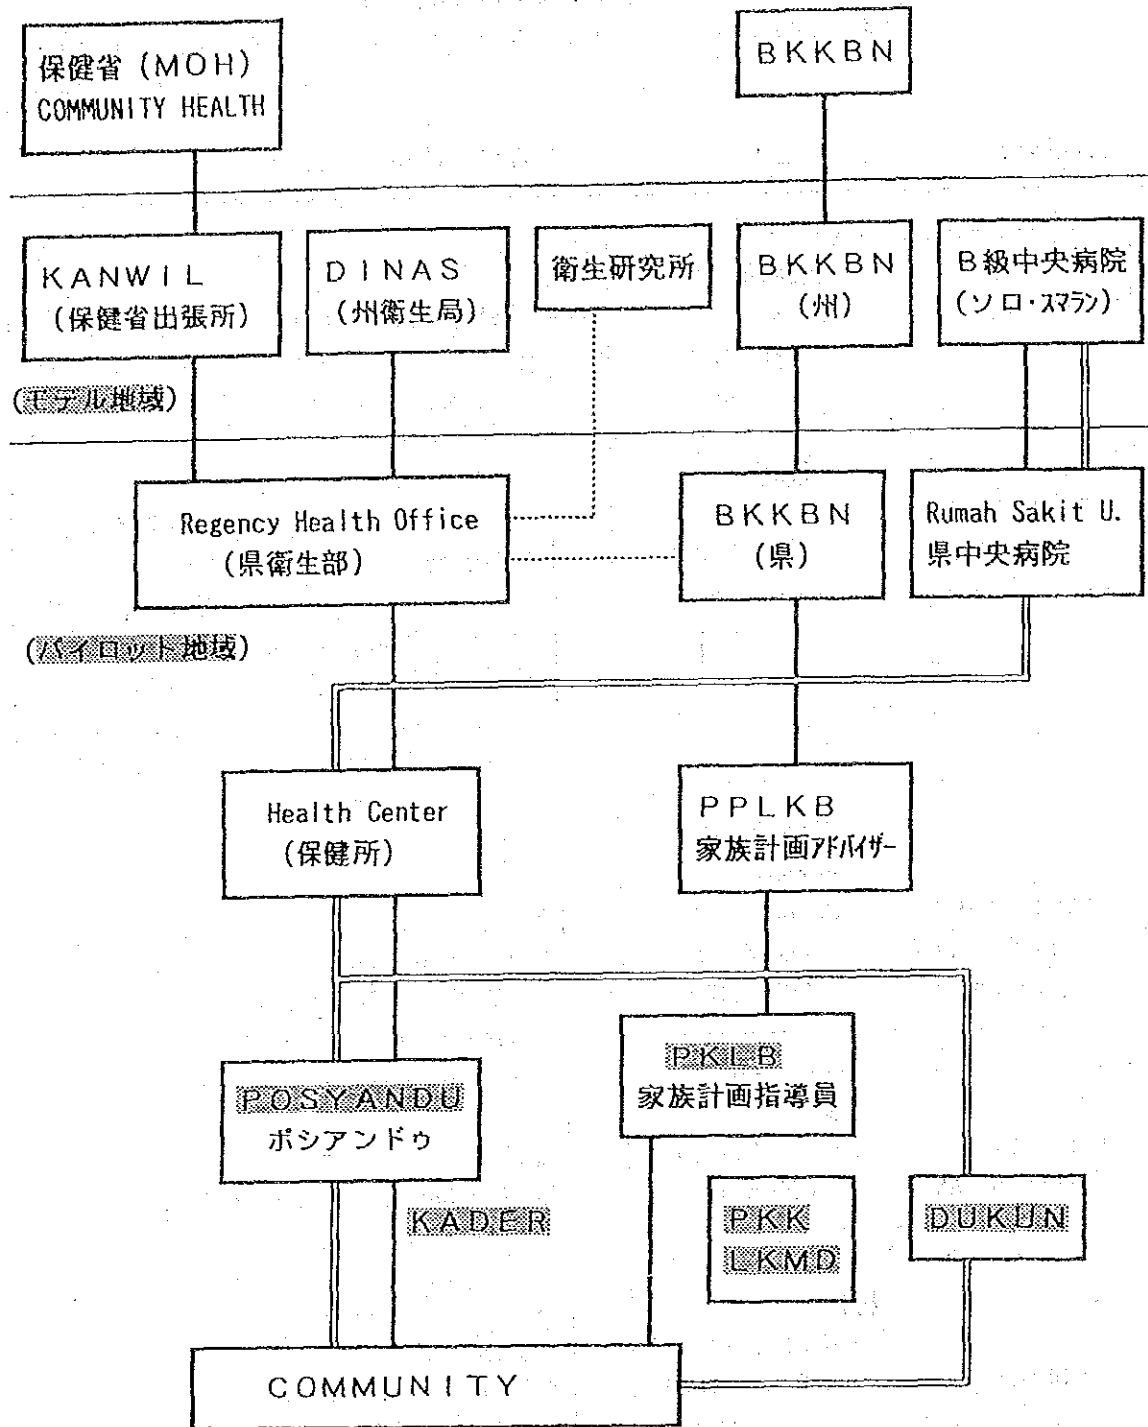 保健省 (MOH)
COMMUNITY HEALTH
BKKBN
KANWIL
(保健省出張所)
DINAS
(州衛生局)
衛生研究所
BKKBN
(州)
B級中央病院
(ソロ・スマラン)
(モデル地域)
Regency Health Office
(県衛生部)
BKKBN
(県)
Rumah Sakit U.
県中央病院
(パイロット地域)
Health Center
(保健所)
PPLKB
家族計画アドバイザー
POSYANDU
ポシアンドゥ
PKLB
家族計画指導員
KADER
PKK
LKMD
DUKUN
COMMUNITY